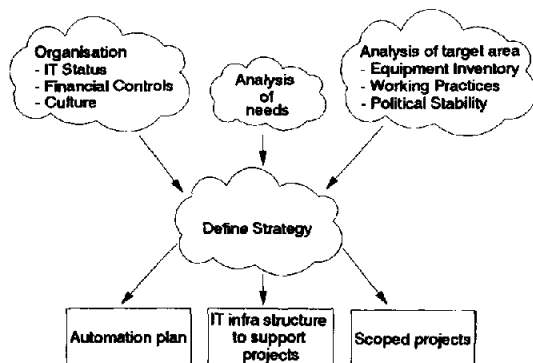 Organisation
- IT Status
- Financial Controls
- Culture
Analysis
of
needs
Analysis of target area
- Equipment Inventory
- Working Practices
- Political Stability
Define Strategy
Automation plan
IT infra structure
to support
projects
Scoped projects